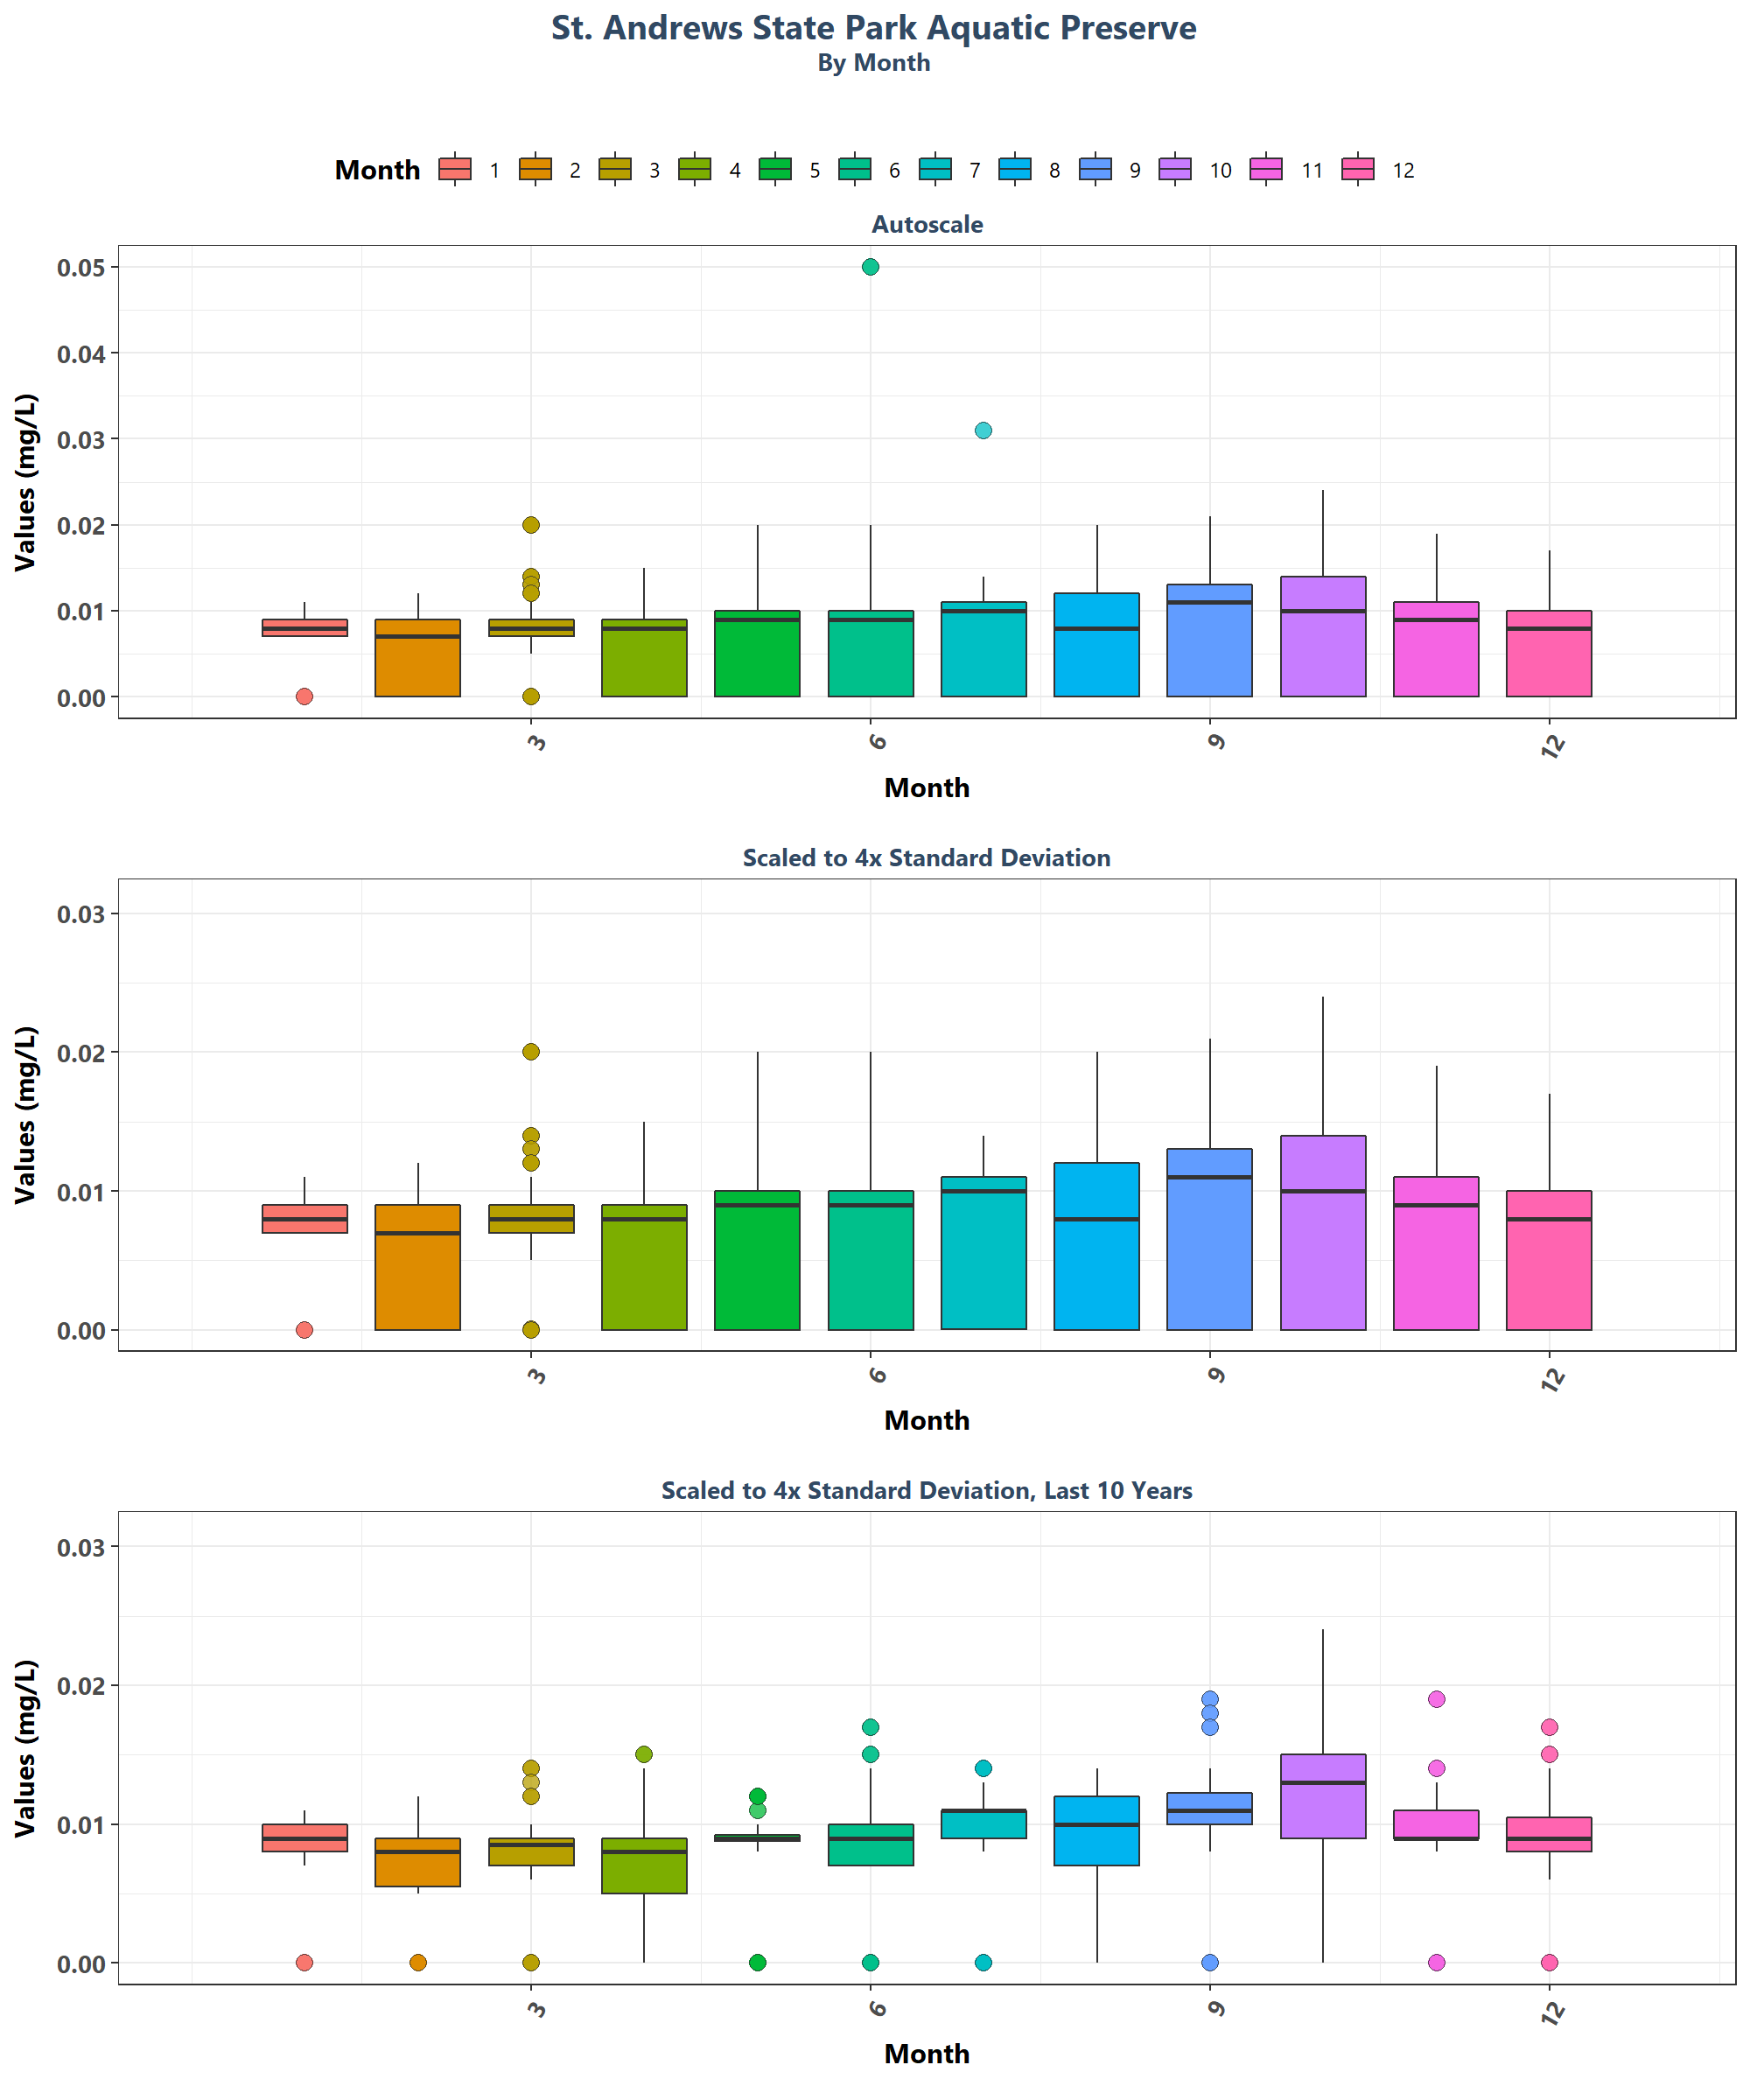 St. Andrews State Park Aquatic Preserve
By Month
Month 1 2 3 4 5 6 7 8 9 10 11 12
Autoscale
Values (mg/L)
0.05
0.04
0.03
0.02
0.01
0.00
3 6 9 12
Month
Scaled to 4x Standard Deviation
Values (mg/L)
0.03
0.02
0.01
0.00
3 6 9 12
Month
Scaled to 4x Standard Deviation, Last 10 Years
Values (mg/L)
0.03
0.02
0.01
0.00
3 6 9 12
Month